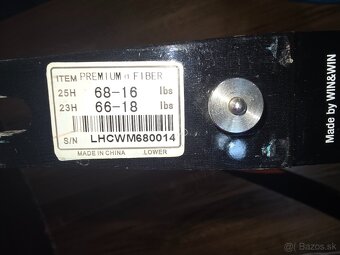 ITEM PREMIUM α FIBER
25H 68-16 lbs
23H 66-18 lbs
S/N LHCWM680014
MADE IN CHINA LOWER
Made by WIN&WIN
© Bazos.sk